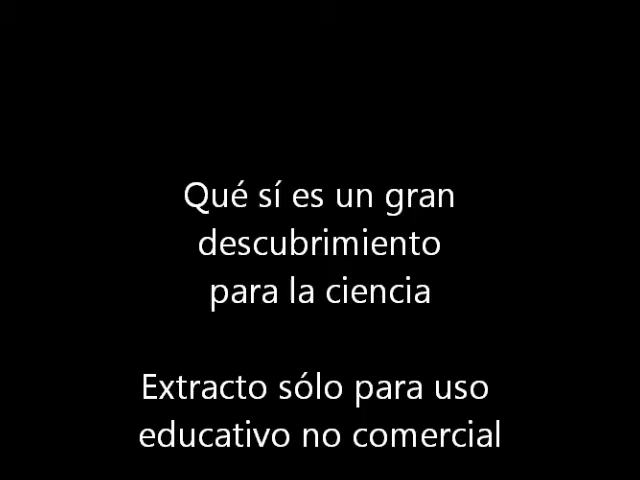 Qué sí es un gran
descubrimiento
para la ciencia
Extracto sólo para uso
educativo no comercial